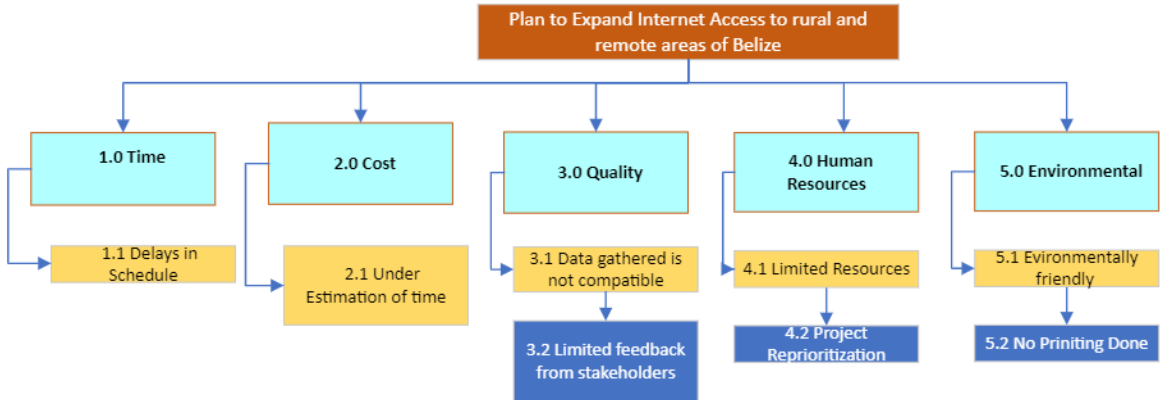 Plan to Expand Internet Access to rural and
remote areas of Belize
1.0 Time
2.0 Cost
3.0 Quality
4.0 Human
Resources
5.0 Environmental
1.1 Delays in
Schedule
2.1 Under
Estimation of time
3.1 Data gathered is
not compatible
4.1 Limited Resources
5.1 Evironmentally
friendly
3.2 Limited feedback
from stakeholders
4.2 Project
Reprioritization
5.2 No Priniting Done